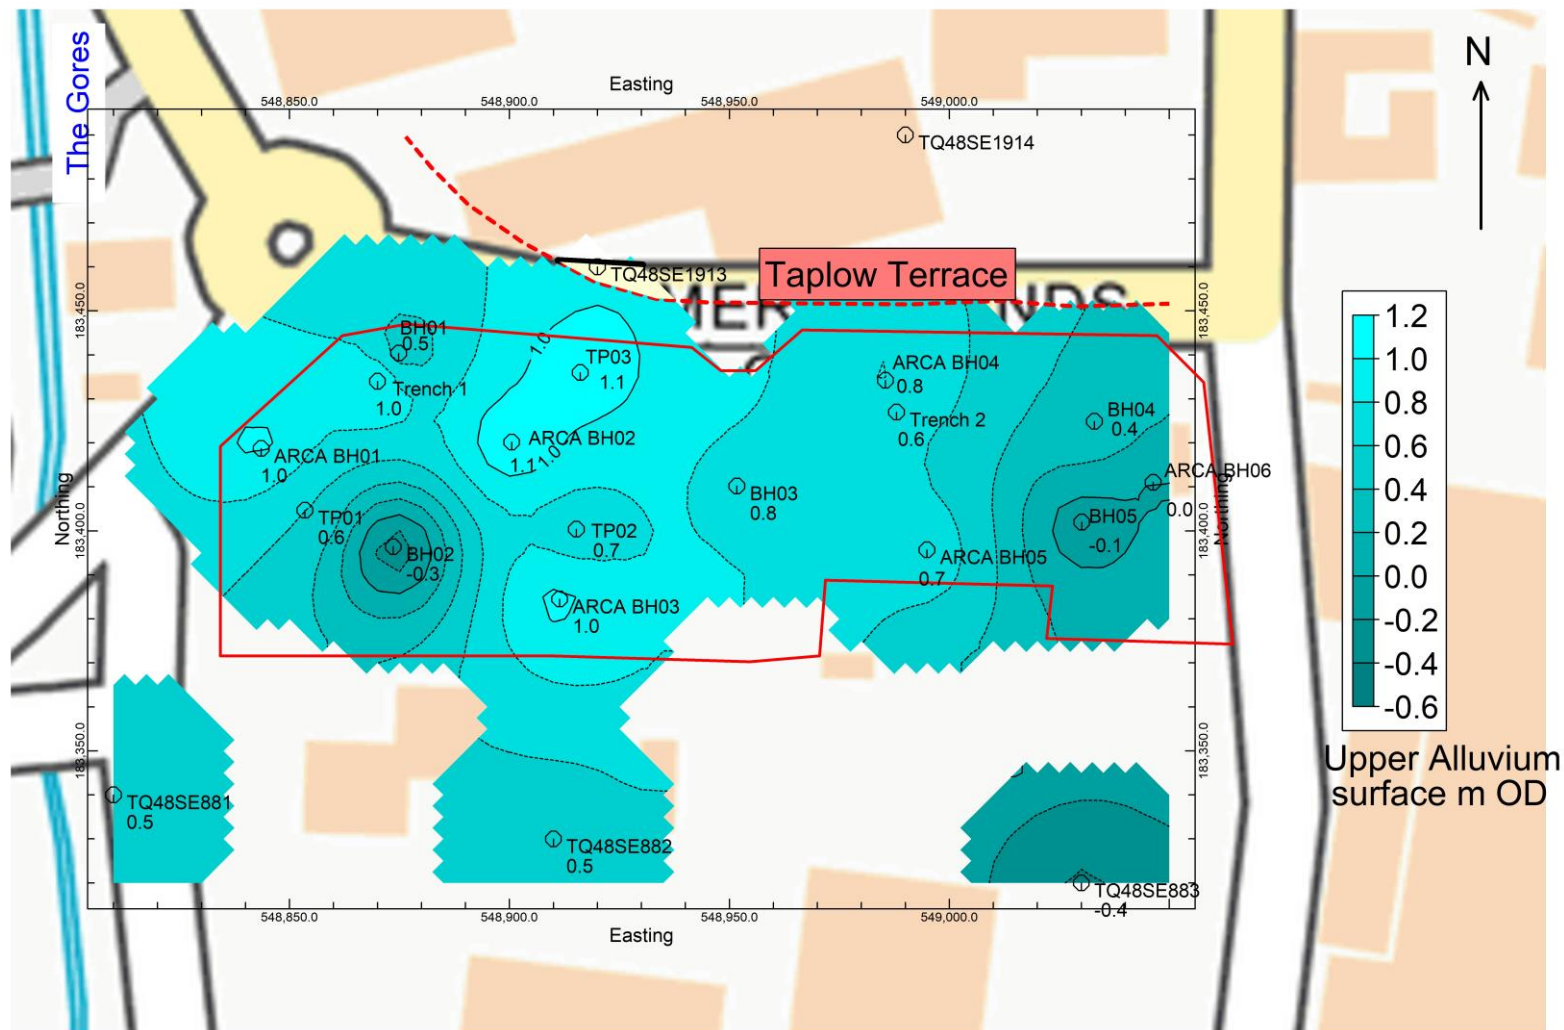 The Gores
Easting
N
548,850.0
548,900.0
548,950.0
549,000.0
TQ48SE1914
TQ48SE1913
Taplow Terrace
MER
NDS
183,450.0
183,450.0
BH01
0.5
TP03
1.1
1.0
ARCA BH04
0.8
Trench 1
1.0
Trench 2
0.6
BH04
0.4
ARCA BH02
1.1
1.0
ARCA BH01
1.0
ARCA BH06
0.0
BH03
0.8
Northing
Northing
TP01
0.6
TP02
0.7
BH05
-0.1
183,400.0
183,400.0
BH02
-0.3
ARCA BH05
0.7
ARCA BH03
1.0
183,350.0
183,350.0
TQ48SE881
0.5
TQ48SE882
0.5
TQ48SE883
-0.4
548,850.0
548,900.0
548,950.0
549,000.0
Easting
1.2
1.0
0.8
0.6
0.4
0.2
0.0
-0.2
-0.4
-0.6
Upper Alluvium
surface m OD